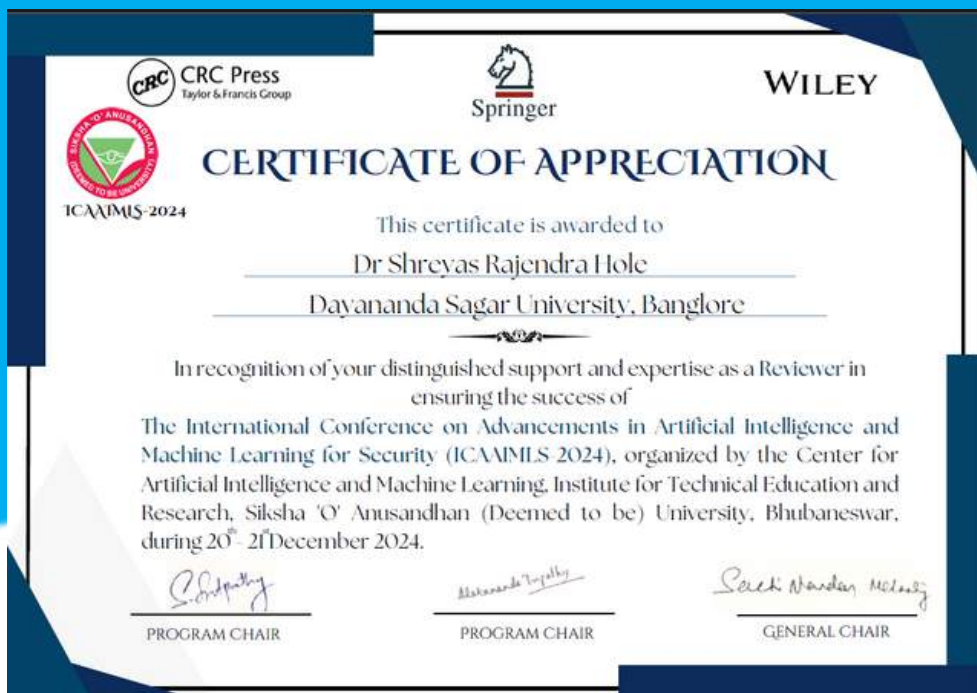 CRC CRC Press
Taylor & Francis Group
Springer
WILEY
SIKSHA 'O' ANUSANDHAN
(DEEMED TO BE UNIVERSITY)
ICAAIMLS-2024
CERTIFICATE OF APPRECIATION
This certificate is awarded to
Dr Shreyas Rajendra Hole
Dayananda Sagar University, Banglore
In recognition of your distinguished support and expertise as a Reviewer in
ensuring the success of
The International Conference on Advancements in Artificial Intelligence and
Machine Learning for Security (ICAAIMLS-2024), organized by the Center for
Artificial Intelligence and Machine Learning, Institute for Technical Education and
Research, Siksha 'O' Anusandhan (Deemed to be) University, Bhubaneswar,
during 20th- 21st December 2024.
PROGRAM CHAIR
PROGRAM CHAIR
GENERAL CHAIR